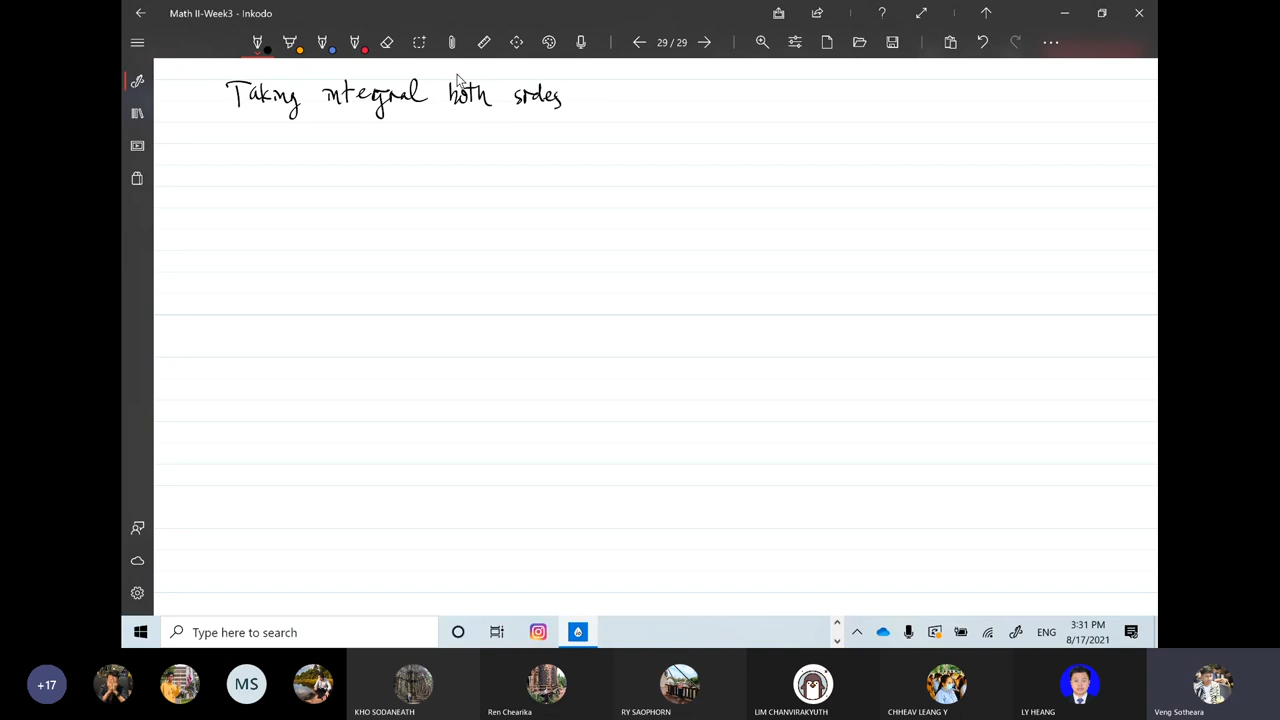 Math II-Week3 - Inkodo
29 / 29
Taking integral both sides
Type here to search
ENG
3:31 PM
8/17/2021
+17
MS
KHO SODANEATH
Ren Chearika
RY SAOPHORN
LIM CHANVIRAKYUTH
CHHEAV LEANG Y
LY HEANG
Veng Sotheara